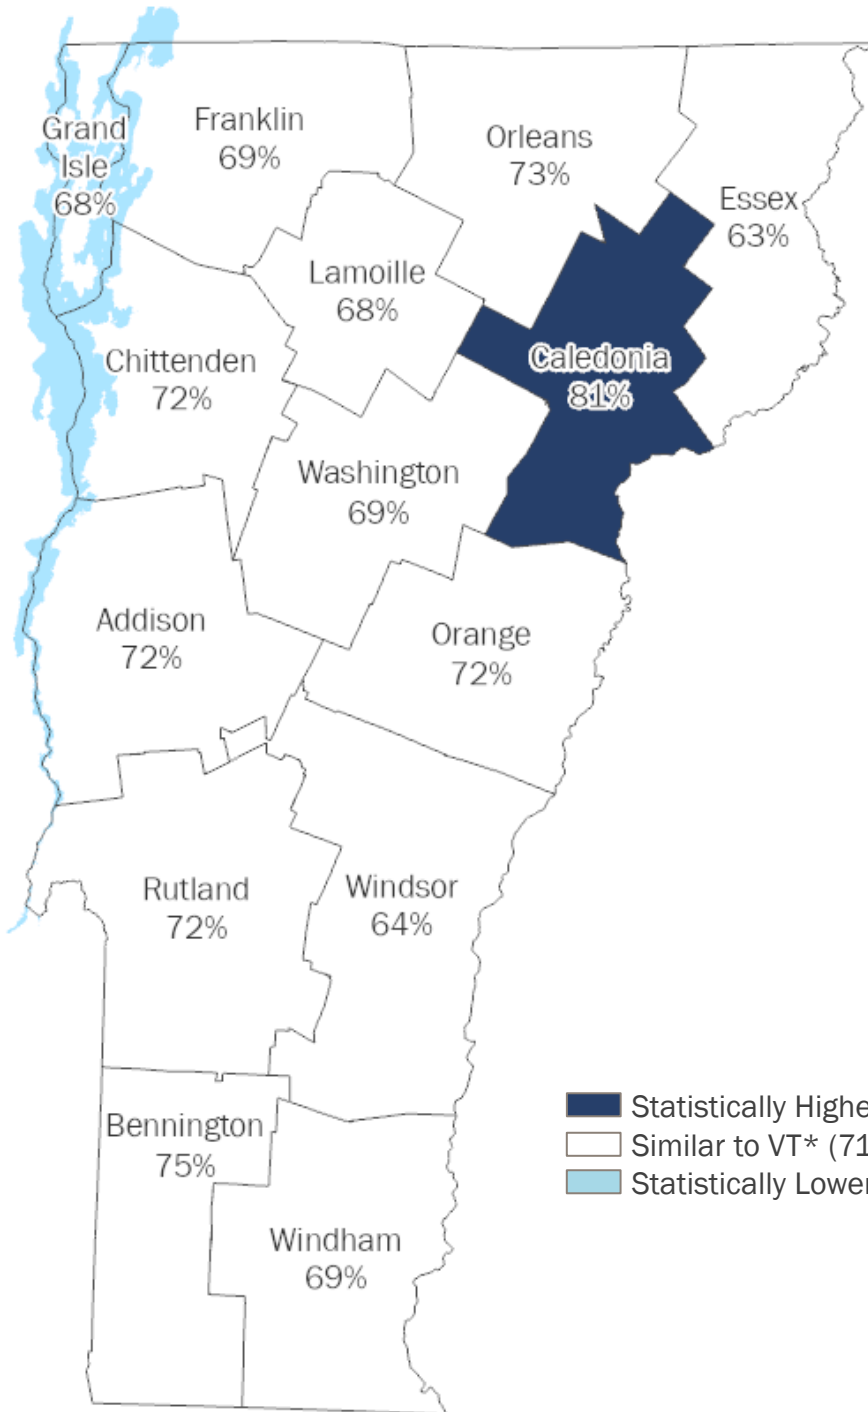 Grand
Isle
68%
Franklin
69%
Orleans
73%
Essex
63%
Lamoille
68%
Chittenden
72%
Caledonia
81%
Washington
69%
Addison
72%
Orange
72%
Rutland
72%
Windsor
64%
Statistically Highe
Similar to VT* (71
Statistically Lower
Bennington
75%
Windham
69%